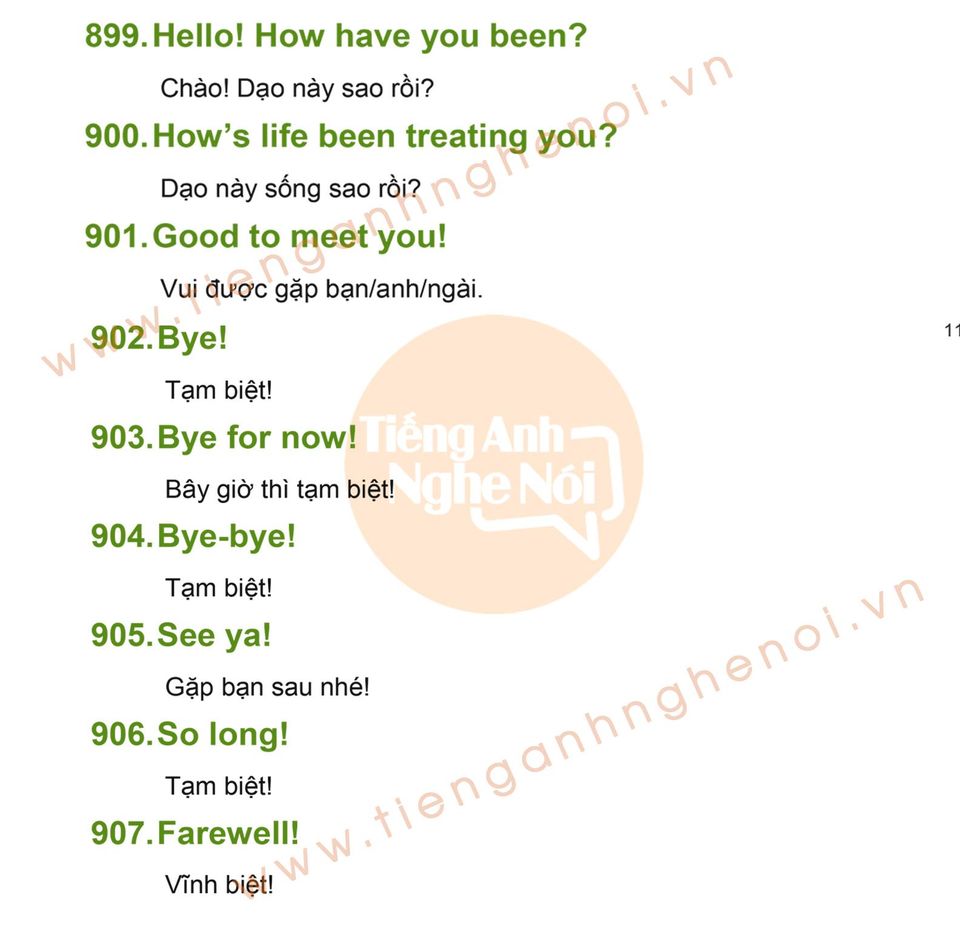 899. Hello! How have you been?
Chào! Dạo này sao rồi?
900. How's life been treating you?
Dạo này sống sao rồi?
901. Good to meet you!
Vui được gặp bạn/anh/ngài.
902. Bye!
11
Tạm biệt!
903. Bye for now!
Bây giờ thì tạm biệt!
904. Bye-bye!
Tạm biệt!
905. See ya!
Gặp bạn sau nhé!
906. So long!
Tạm biệt!
907. Farewell!
Vĩnh biệt!
Tiếng Anh
Nghe Nói
www.tienganhnghenoi.vn
www.tienganhnghenoi.vn